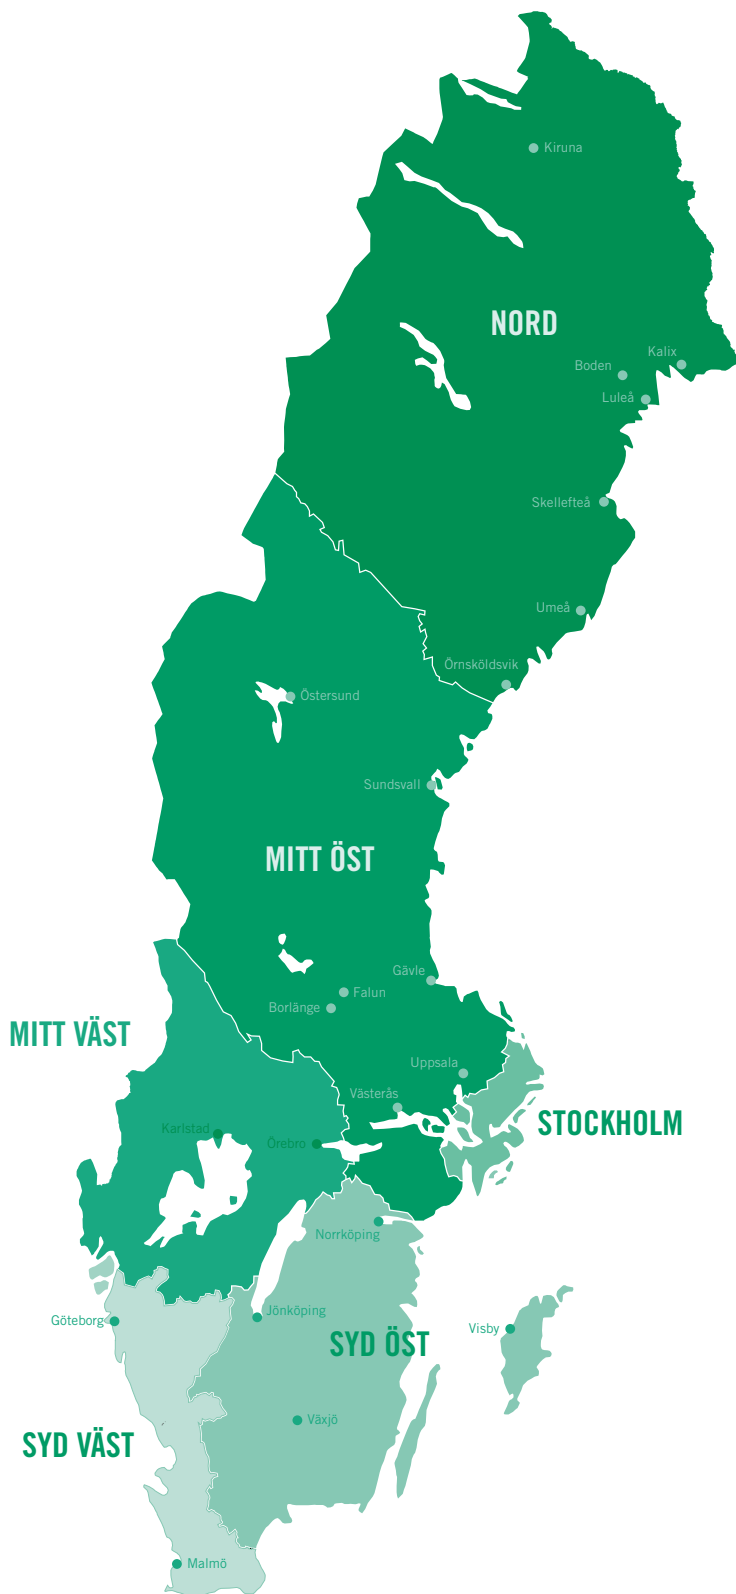 Kiruna
NORD
Kalix
Boden
Luleå
Skellefteå
Umeå
Örnsköldsvik
Östersund
Sundsvall
MITT ÖST
Gävle
Falun
Borlänge
MITT VÄST
Uppsala
Västerås
STOCKHOLM
Karlstad
Örebro
Norrköping
Jönköping
Göteborg
Visby
SYD ÖST
Växjö
SYD VÄST
Malmö